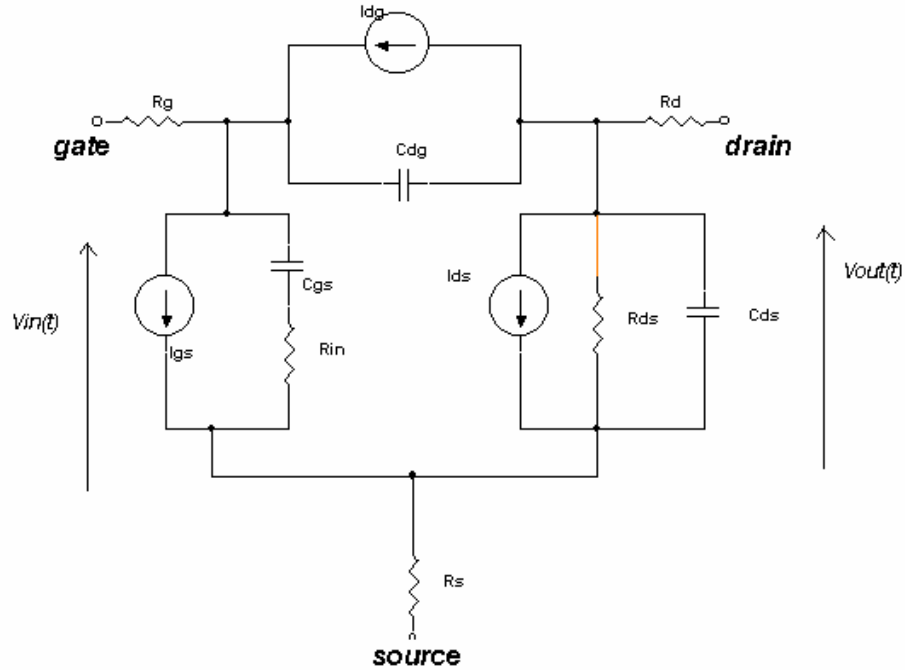 Idg
Rg
Rd
gate
drain
Cdg
Vin(t)
Igs
Cgs
Rin
Ids
Rds
Cds
Vout(t)
Rs
source